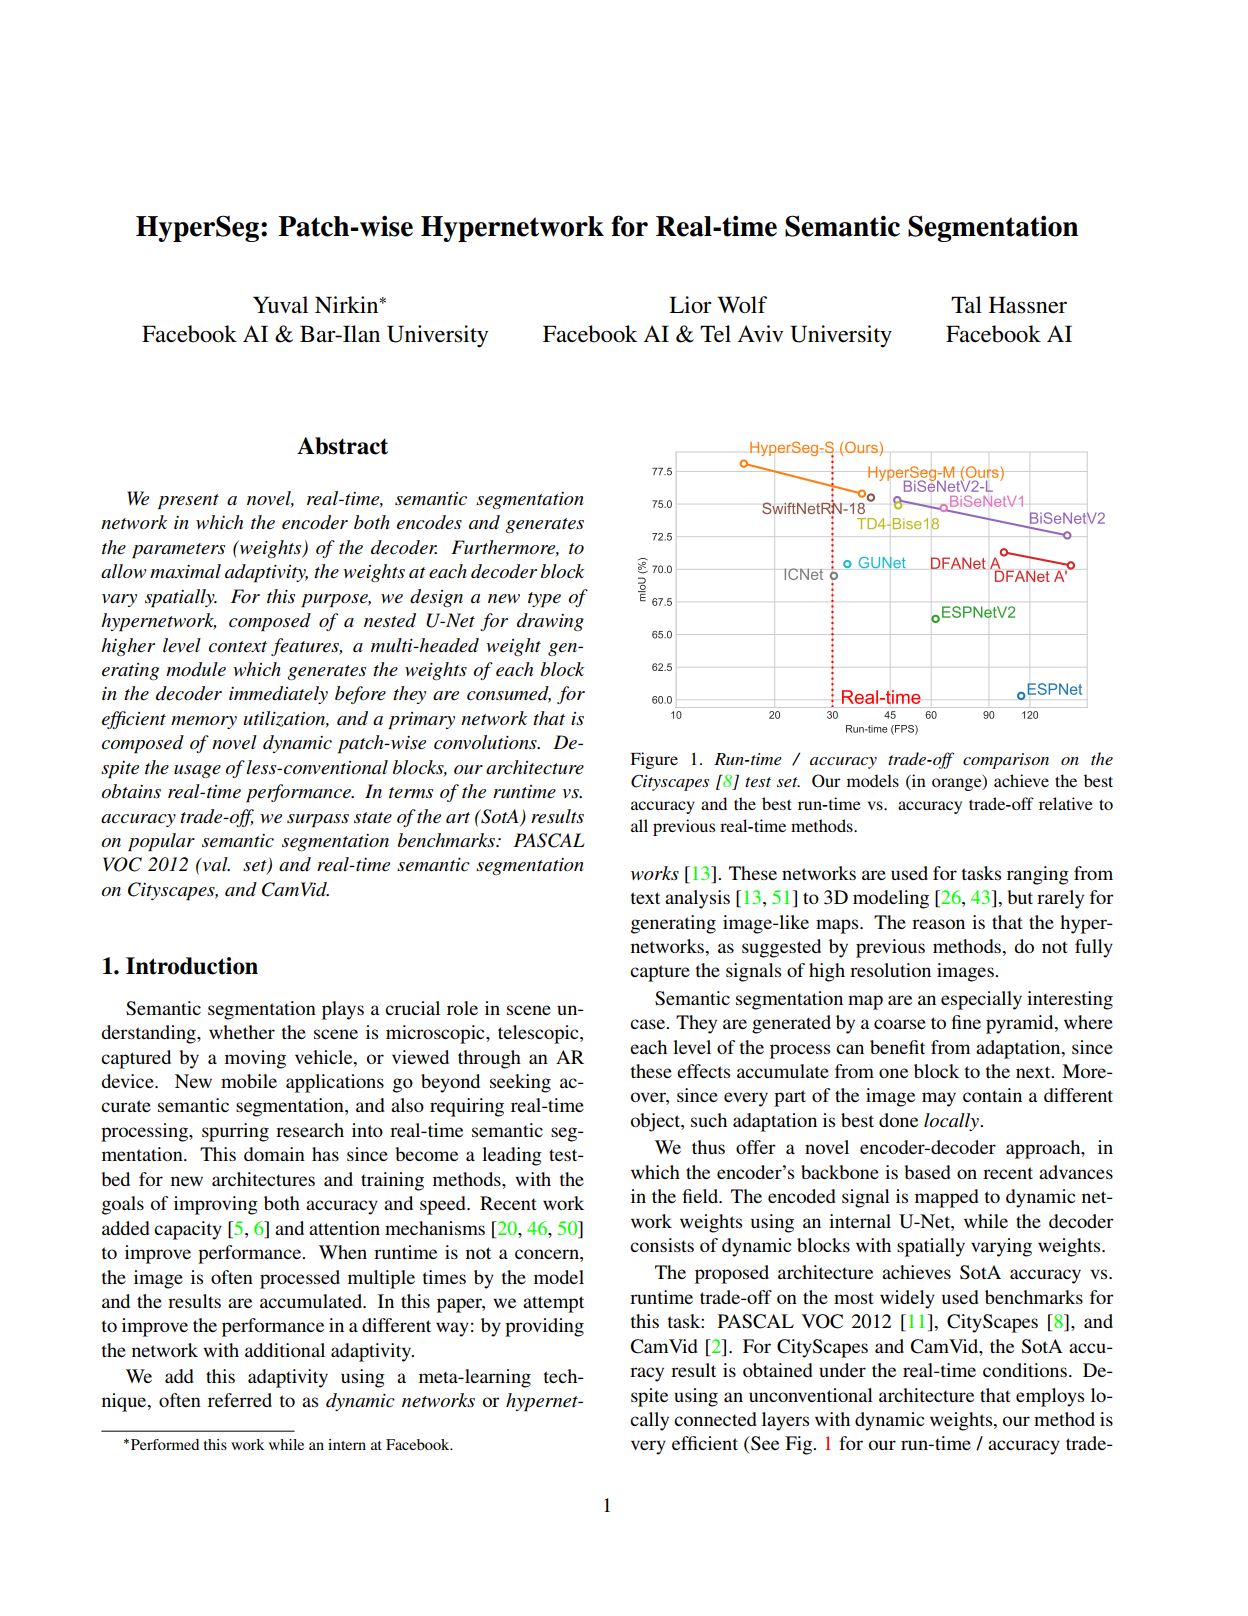 HyperSeg: Patch-wise Hypernetwork for Real-time Semantic Segmentation
Yuval Nirkin*
Facebook AI & Bar-Ilan University
Lior Wolf
Facebook AI & Tel Aviv University
Tal Hassner
Facebook AI
Abstract
We present a novel, real-time, semantic segmentation
network in which the encoder both encodes and generates
the parameters (weights) of the decoder. Furthermore, to
allow maximal adaptivity, the weights at each decoder block
vary spatially. For this purpose, we design a new type of
hypernetwork, composed of a nested U-Net for drawing
higher level context features, a multi-headed weight gen-
erating module which generates the weights of each block
in the decoder immediately before they are consumed, for
efficient memory utilization, and a primary network that is
composed of novel dynamic patch-wise convolutions. De-
spite the usage of less-conventional blocks, our architecture
obtains real-time performance. In terms of the runtime vs.
accuracy trade-off, we surpass state of the art (SotA) results
on popular semantic segmentation benchmarks: PASCAL
VOC 2012 (val. set) and real-time semantic segmentation
on Cityscapes, and CamVid.
1. Introduction
Semantic segmentation plays a crucial role in scene un-
derstanding, whether the scene is microscopic, telescopic,
captured by a moving vehicle, or viewed through an AR
device. New mobile applications go beyond seeking ac-
curate semantic segmentation, and also requiring real-time
processing, spurring research into real-time semantic seg-
mentation. This domain has since become a leading test-
bed for new architectures and training methods, with the
goals of improving both accuracy and speed. Recent work
added capacity [5, 6] and attention mechanisms [20, 46, 50]
to improve performance. When runtime is not a concern,
the image is often processed multiple times by the model
and the results are accumulated. In this paper, we attempt
to improve the performance in a different way: by providing
the network with additional adaptivity.
We add this adaptivity using a meta-learning tech-
nique, often referred to as dynamic networks or hypernet-
*Performed this work while an intern at Facebook.
HyperSeg-S (Ours)
HyperSeg-M (Ours)
BiSeNetV2-L
SwiftNetRN-18
BiSeNetV1
TD4-Bise18
BiSeNetV2
GUNet
ICNet
DFANet A
DFANet A'
ESPNetV2
ESPNet
Real-time
77.5
75.0
72.5
70.0
67.5
65.0
62.5
60.0
mIoU (%)
10 20 30 45 60 90 120
Run-time (FPS)
Figure 1. Run-time / accuracy trade-off comparison on the
Cityscapes [8] test set. Our models (in orange) achieve the best
accuracy and the best run-time vs. accuracy trade-off relative to
all previous real-time methods.
works [13]. These networks are used for tasks ranging from
text analysis [13, 51] to 3D modeling [26, 43], but rarely for
generating image-like maps. The reason is that the hyper-
networks, as suggested by previous methods, do not fully
capture the signals of high resolution images.
Semantic segmentation map are an especially interesting
case. They are generated by a coarse to fine pyramid, where
each level of the process can benefit from adaptation, since
these effects accumulate from one block to the next. More-
over, since every part of the image may contain a different
object, such adaptation is best done locally.
We thus offer a novel encoder-decoder approach, in
which the encoder's backbone is based on recent advances
in the field. The encoded signal is mapped to dynamic net-
work weights using an internal U-Net, while the decoder
consists of dynamic blocks with spatially varying weights.
The proposed architecture achieves SotA accuracy vs.
runtime trade-off on the most widely used benchmarks for
this task: PASCAL VOC 2012 [11], CityScapes [8], and
CamVid [2]. For CityScapes and CamVid, the SotA accu-
racy result is obtained under the real-time conditions. De-
spite using an unconventional architecture that employs lo-
cally connected layers with dynamic weights, our method is
very efficient (See Fig. 1 for our run-time / accuracy trade-
1